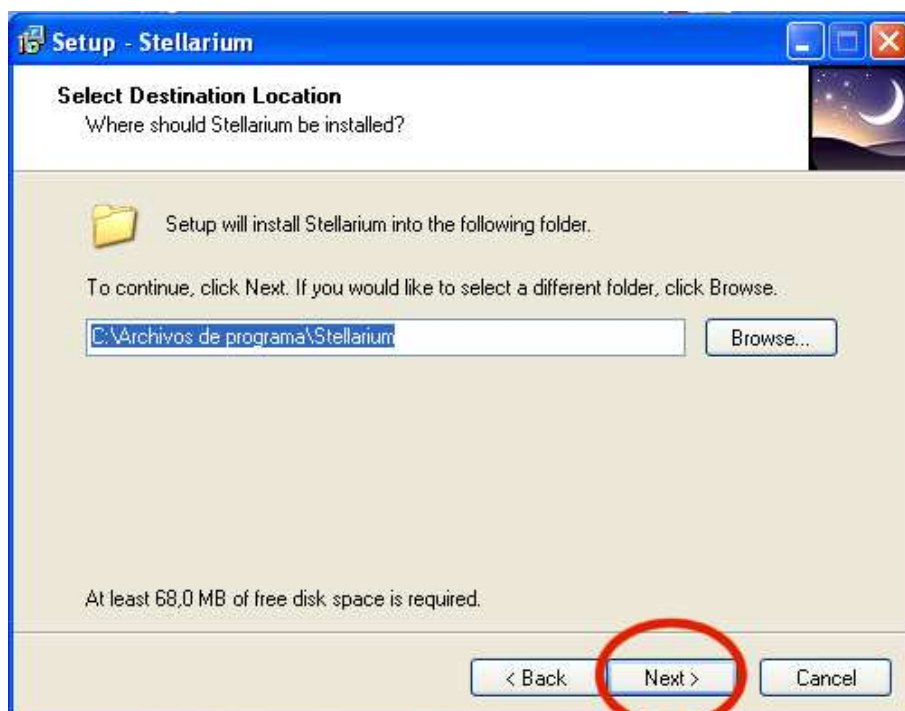 Setup - Stellarium
Select Destination Location
Where should Stellarium be installed?
Setup will install Stellarium into the following folder.
To continue, click Next. If you would like to select a different folder, click Browse.
C:\Archivos de programa\Stellarium
Browse...
At least 68,0 MB of free disk space is required.
< Back
Next >
Cancel